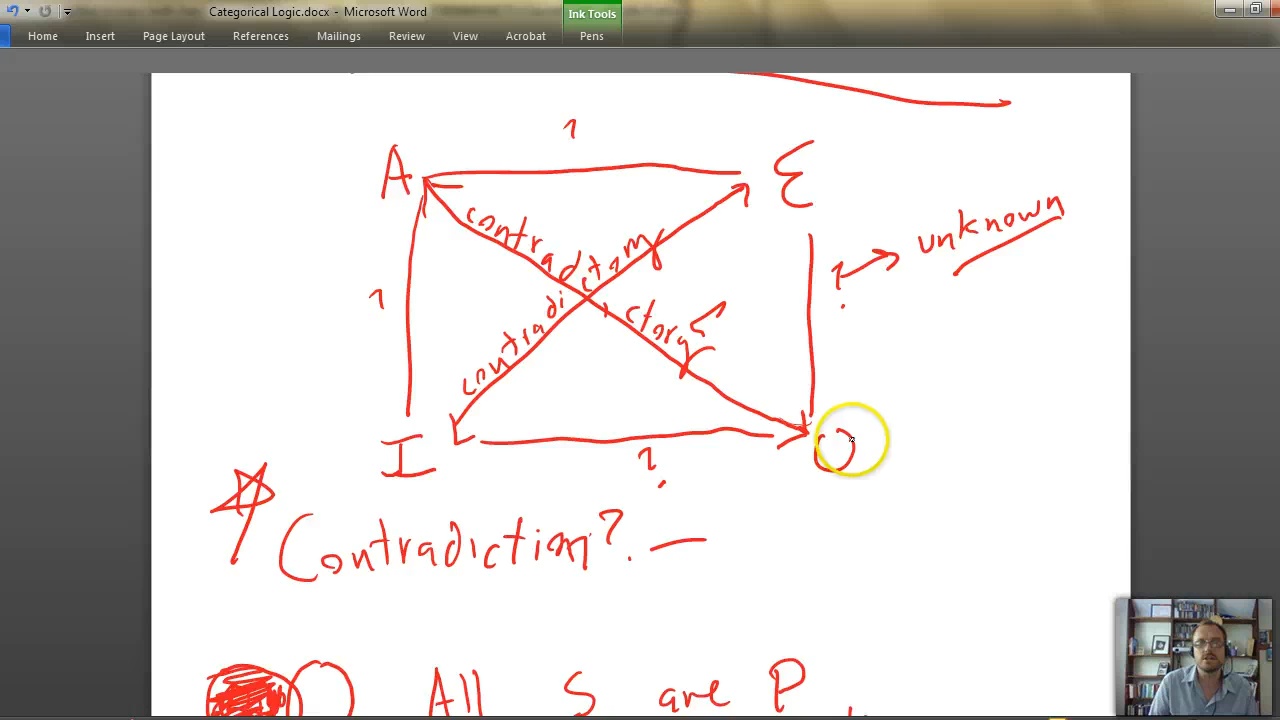 Categorical Logic.docx - Microsoft Word
Ink Tools
Home Insert Page Layout References Mailings Review View Acrobat Pens
?
A E
contradictory
contradictory
? ? → unknown
I O
?
Contradiction? —
All S are P